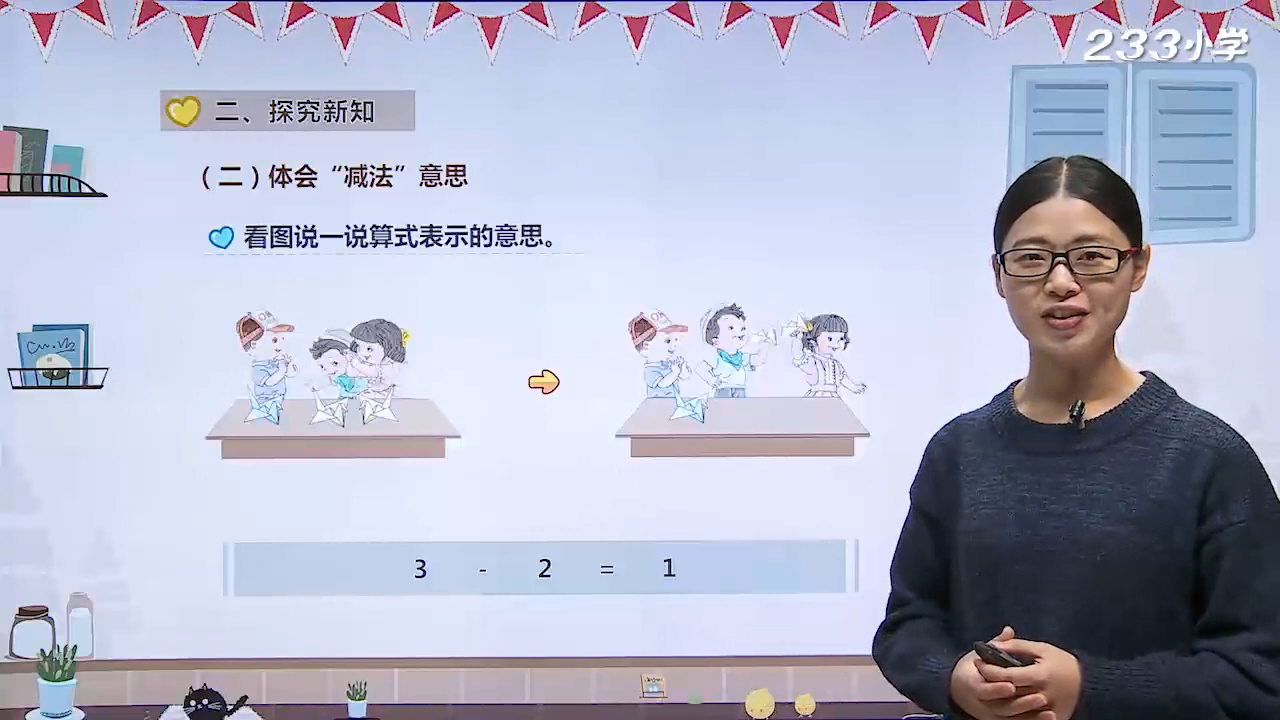 233小学
二、探究新知
(二)体会“减法”意思
看图说一说算式表示的意思。
3 - 2 = 1